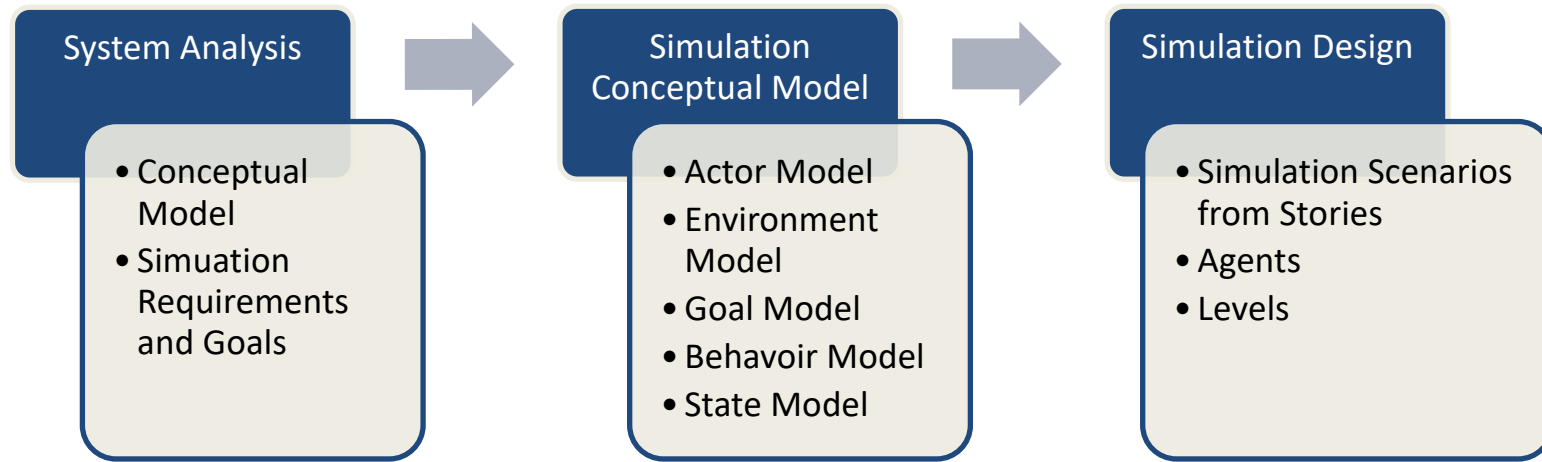 System Analysis
• Conceptual
Model
• Simuation
Requirements
and Goals
Simulation
Conceptual Model
• Actor Model
• Environment
Model
• Goal Model
• Behavoir Model
• State Model
Simulation Design
• Simulation Scenarios
from Stories
• Agents
• Levels